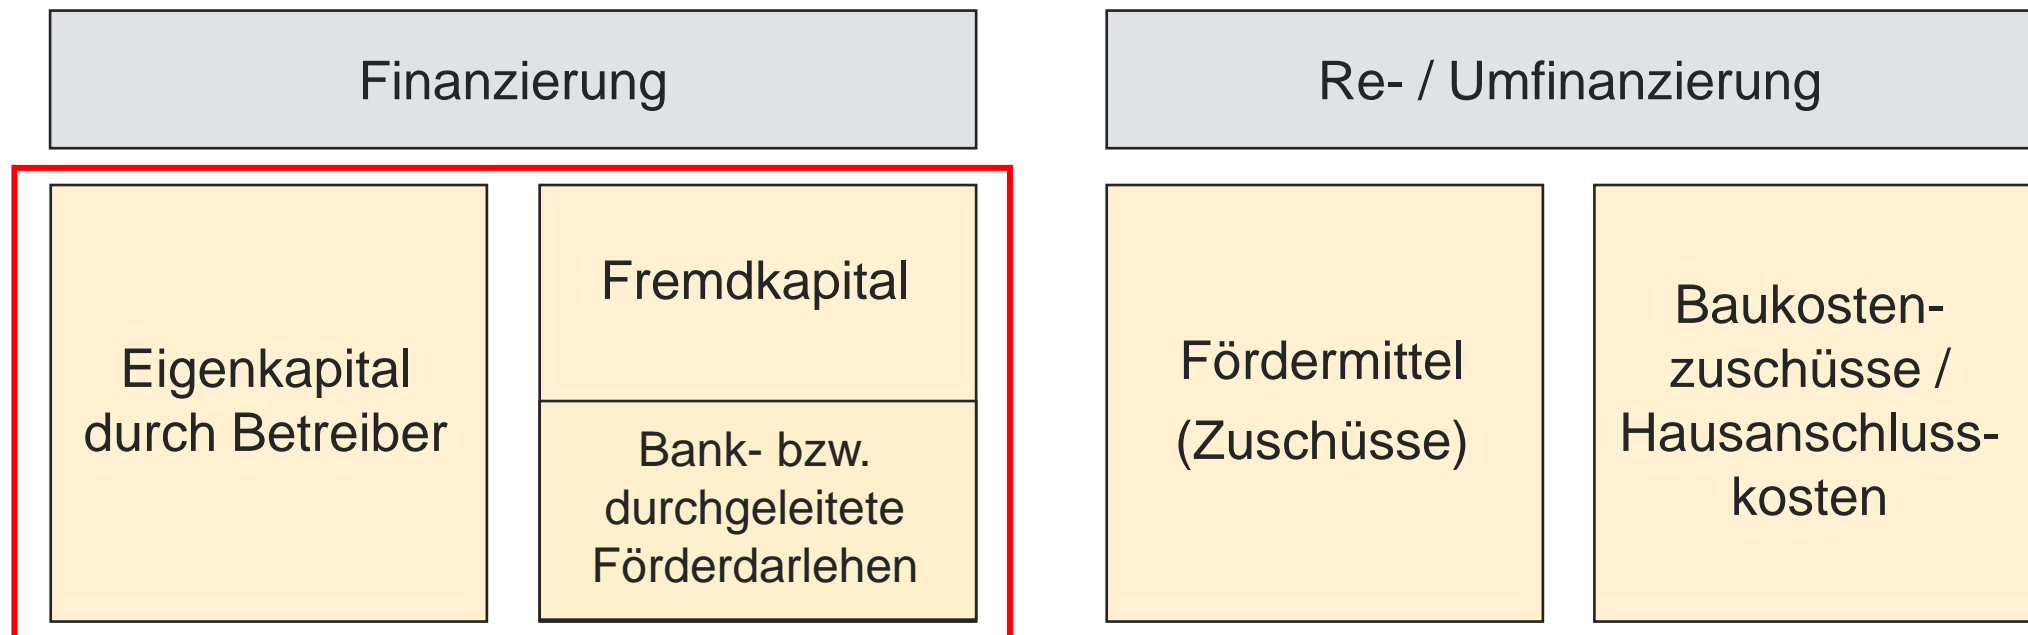 Finanzierung
Re- / Umfinanzierung
Eigenkapital
durch Betreiber
Fremdkapital
Bank- bzw.
durchgeleitete
Förderdarlehen
Fördermittel
(Zuschüsse)
Baukosten-
zuschüsse /
Hausanschluss-
kosten